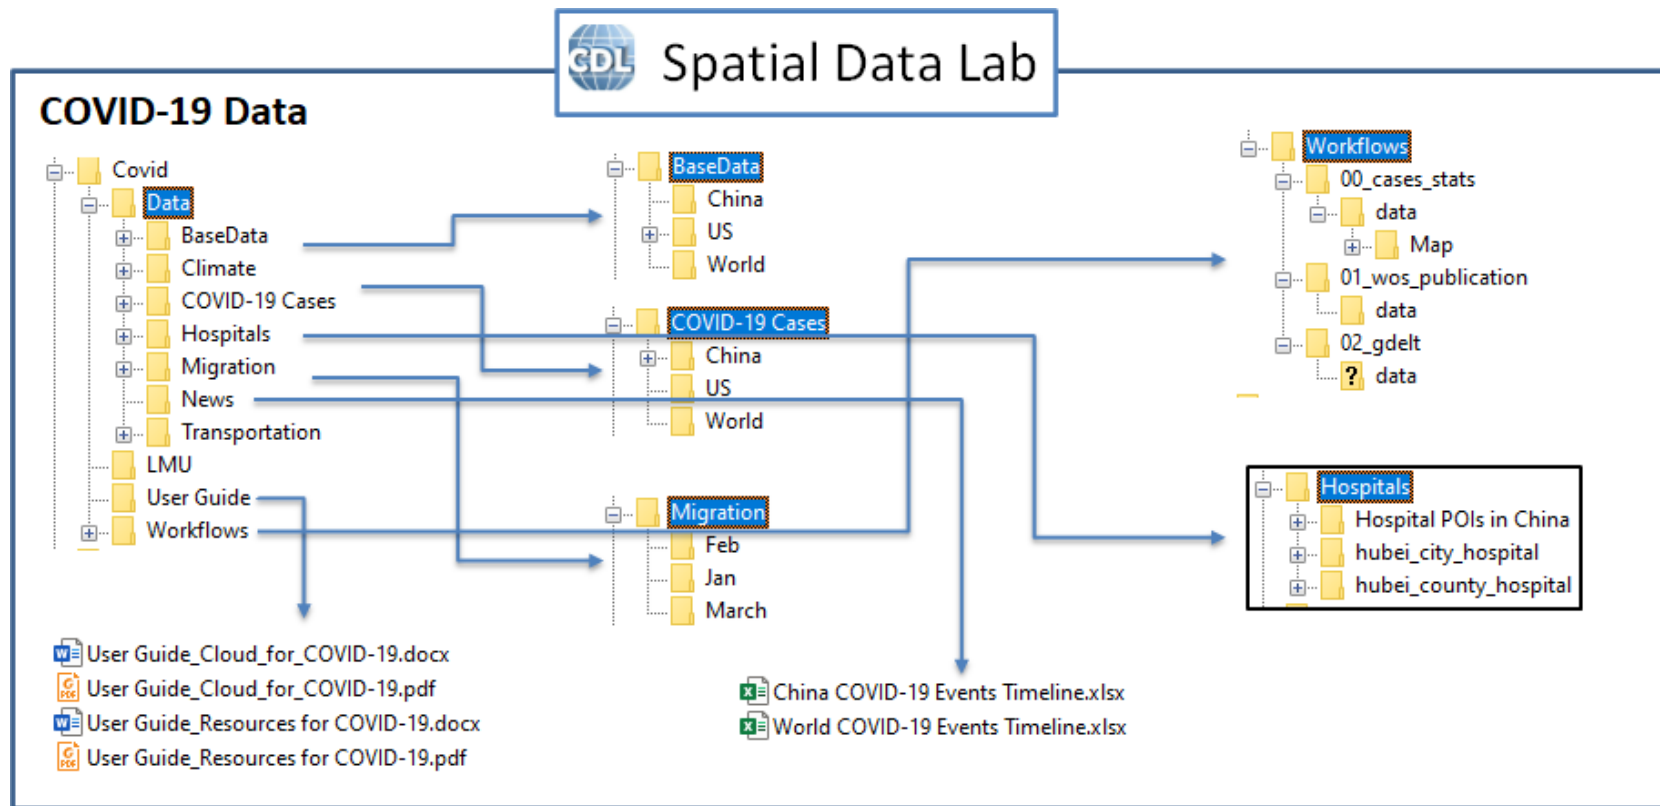 CDL Spatial Data Lab
COVID-19 Data
Covid
Data
BaseData
Climate
COVID-19 Cases
Hospitals
Migration
News
Transportation
LMU
User Guide
Workflows
User Guide_Cloud_for_COVID-19.docx
User Guide_Cloud_for_COVID-19.pdf
User Guide_Resources for COVID-19.docx
User Guide_Resources for COVID-19.pdf
BaseData
China
US
World
COVID-19 Cases
China
US
World
Migration
Feb
Jan
March
China COVID-19 Events Timeline.xlsx
World COVID-19 Events Timeline.xlsx
Workflows
00_cases_stats
data
Map
01_wos_publication
data
02_gdelt
? data
Hospitals
Hospital POIs in China
hubei_city_hospital
hubei_county_hospital